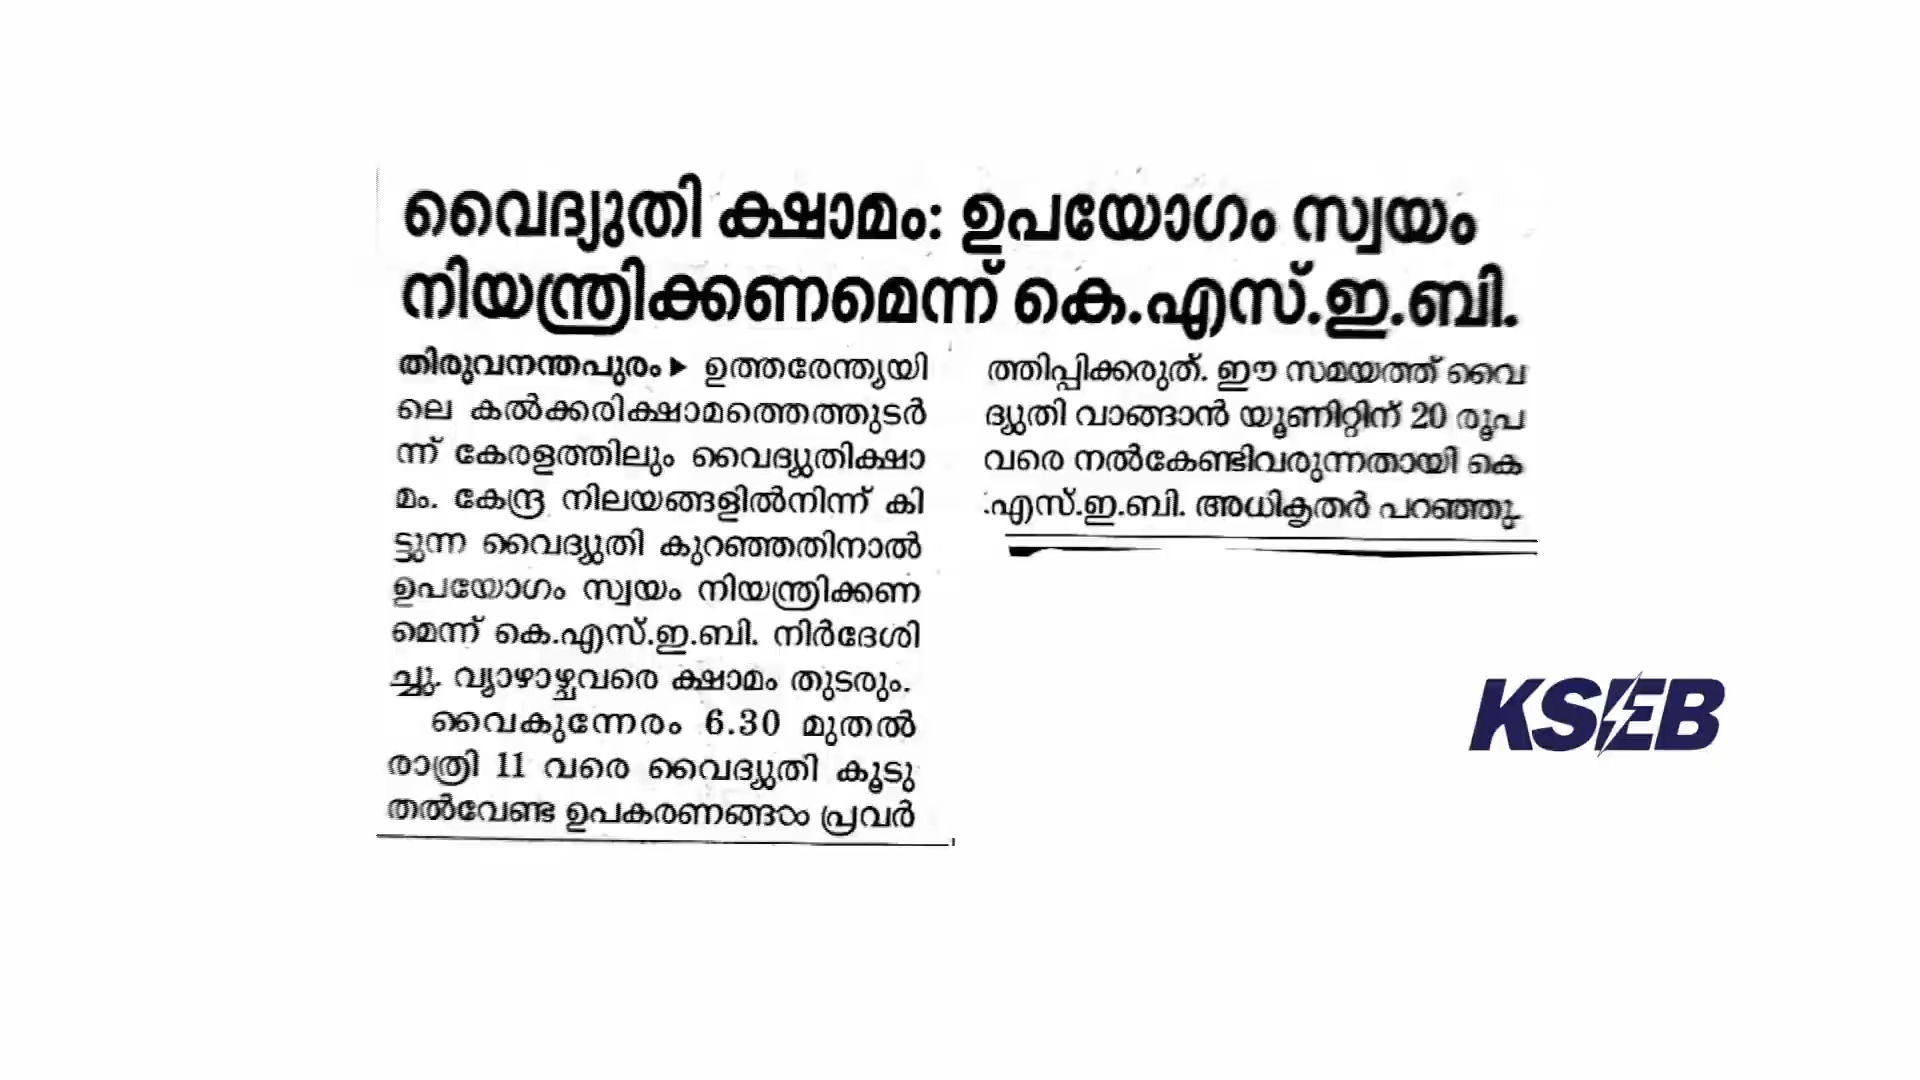 വൈദ്യുതി ക്ഷാമം: ഉപയോഗം സ്വയം
നിയന്ത്രിക്കണമെന്ന് കെ.എസ്.ഇ.ബി.
തിരുവനന്തപുരം ▸ ഉത്തരേന്ത്യയി
ലെ കൽക്കരിക്ഷാമത്തെത്തുടർ
ന്ന് കേരളത്തിലും വൈദ്യുതിക്ഷാ
മം. കേന്ദ്ര നിലയങ്ങളിൽനിന്ന് കി
ട്ടുന്ന വൈദ്യുതി കുറഞ്ഞതിനാൽ
ഉപയോഗം സ്വയം നിയന്ത്രിക്കണ
മെന്ന് കെ.എസ്.ഇ.ബി. നിർദേശി
ച്ചു. വ്യാഴാഴ്ചവരെ ക്ഷാമം തുടരും.
വൈകുന്നേരം 6.30 മുതൽ
രാത്രി 11 വരെ വൈദ്യുതി കൂടു
തൽവേണ്ട ഉപകരണങ്ങൾ പ്രവർ
ത്തിപ്പിക്കരുത്. ഈ സമയത്ത് വൈ
ദ്യുതി വാങ്ങാൻ യൂണിറ്റിന് 20 രൂപ
വരെ നൽകേണ്ടിവരുന്നതായി കെ
.എസ്.ഇ.ബി. അധികൃതർ പറഞ്ഞു.
KSEB